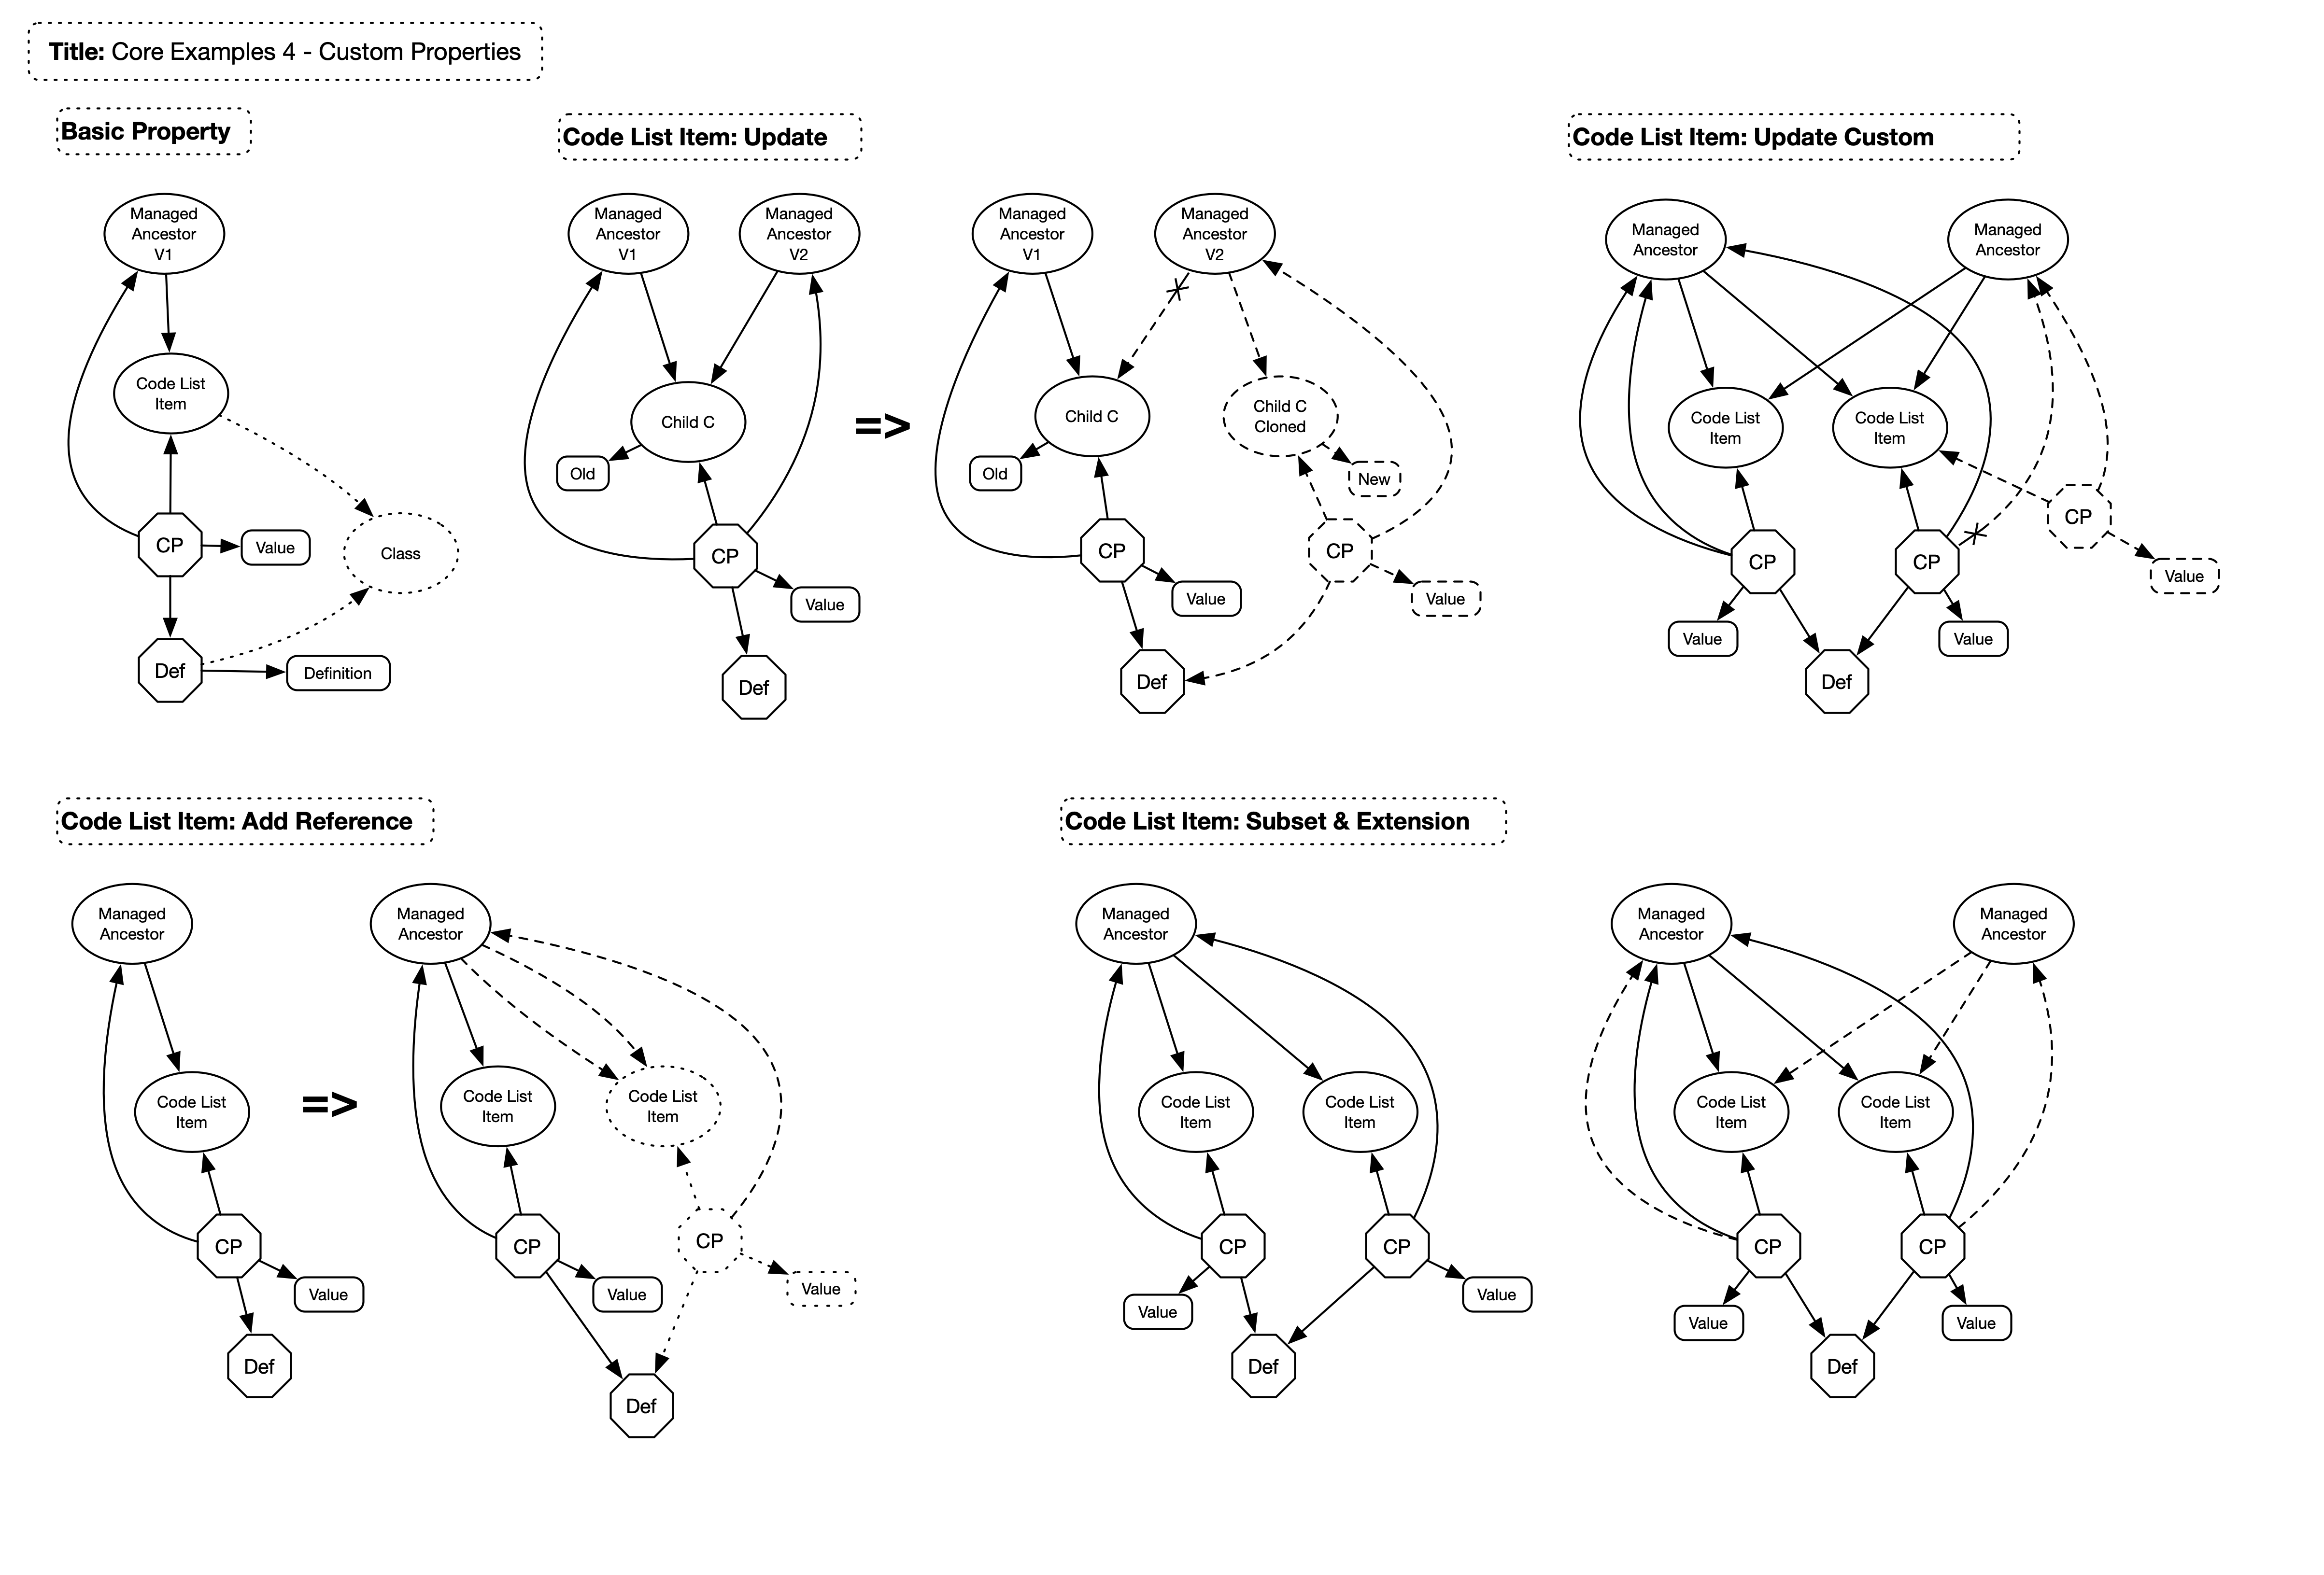 Title: Core Examples 4 - Custom Properties
Basic Property
Managed
Ancestor
V1
Code List
Item
CP
Value
Class
Def
Definition
Code List Item: Update
Managed
Ancestor
V1
Managed
Ancestor
V2
Child C
Old
CP
Value
Def
=>
Managed
Ancestor
V1
Managed
Ancestor
V2
Child C
Child C
Cloned
Old
New
CP
CP
Value
Value
Def
Code List Item: Update Custom
Managed
Ancestor
Managed
Ancestor
Code List
Item
Code List
Item
CP
CP
CP
Value
Value
Value
Def
Code List Item: Add Reference
Managed
Ancestor
Code List
Item
CP
Value
Def
=>
Managed
Ancestor
Code List
Item
Code List
Item
CP
CP
Value
Value
Def
Code List Item: Subset & Extension
Managed
Ancestor
Code List
Item
Code List
Item
CP
CP
Value
Value
Def
Managed
Ancestor
Managed
Ancestor
Code List
Item
Code List
Item
CP
CP
Value
Value
Def